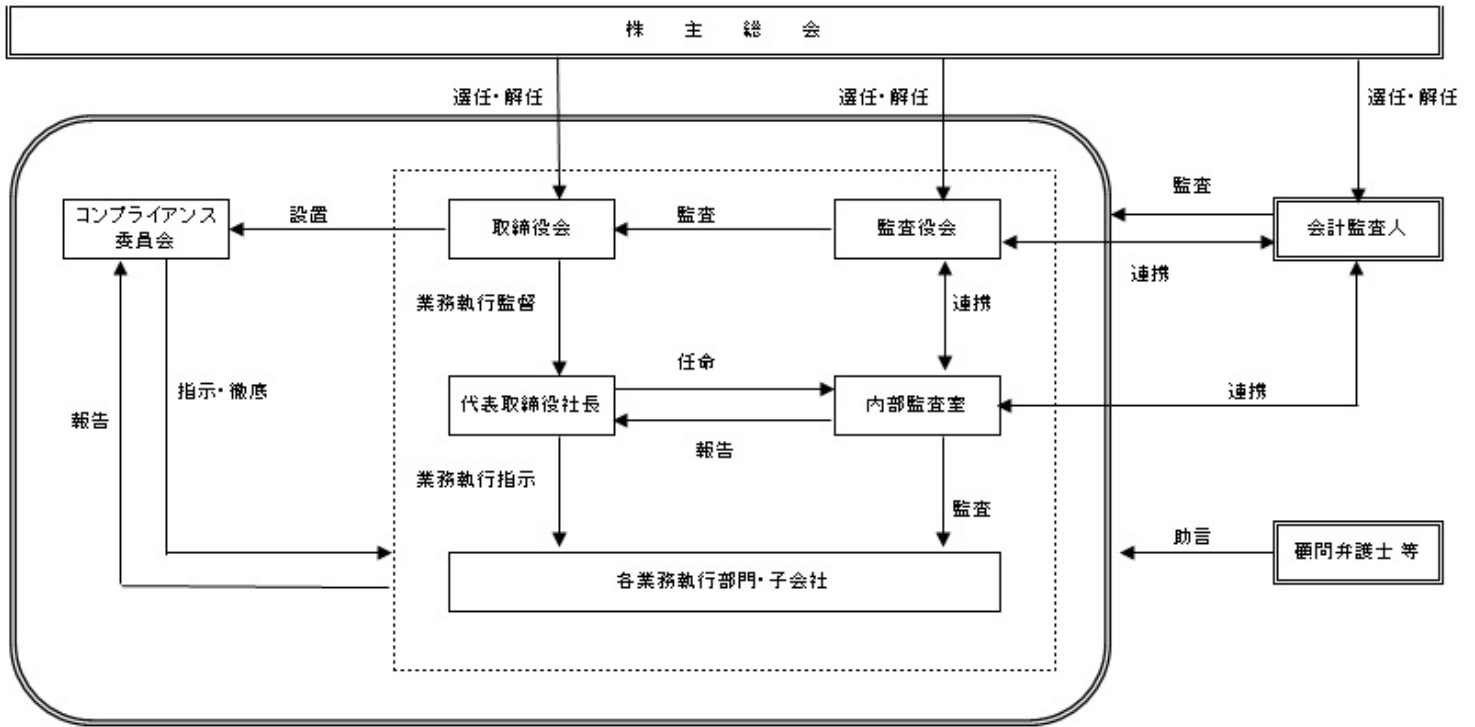 株主総会
選任・解任
選任・解任
選任・解任
コンプライアンス
委員会
設置
取締役会
監査
監査役会
監査
会計監査人
連携
業務執行監督
連携
任命
指示・徹底
代表取締役社長
内部監査室
連携
報告
報告
業務執行指示
監査
助言
顧問弁護士 等
各業務執行部門・子会社